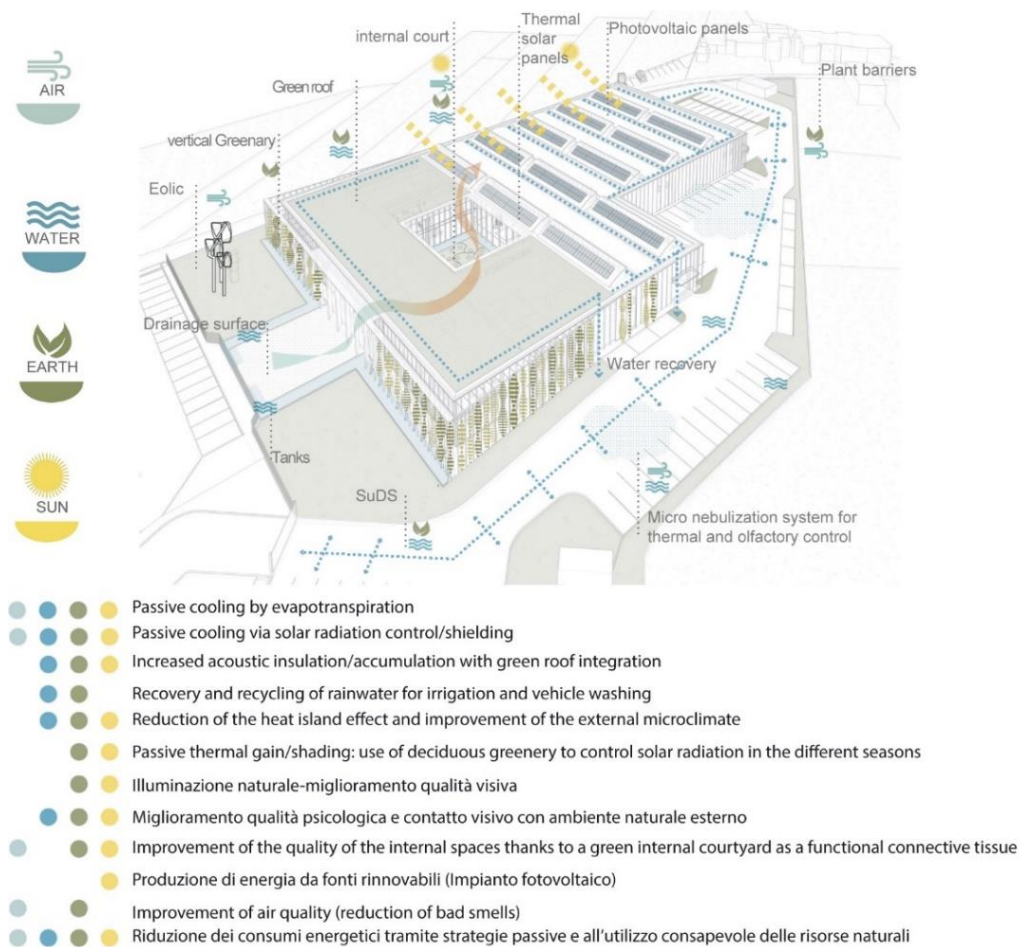 internal court
Thermal
solar
panels
Photovoltaic panels
Plant barriers
Green roof
vertical Greenary
Eolic
AIR
WATER
EARTH
SUN
Drainage surface
Water recovery
Tanks
SuDS
Micro nebulization system for
thermal and olfactory control
Passive cooling by evapotranspiration
Passive cooling via solar radiation control/shielding
Increased acoustic insulation/accumulation with green roof integration
Recovery and recycling of rainwater for irrigation and vehicle washing
Reduction of the heat island effect and improvement of the external microclimate
Passive thermal gain/shading: use of deciduous greenery to control solar radiation in the different seasons
Illuminazione naturale-miglioramento qualità visiva
Miglioramento qualità psicologica e contatto visivo con ambiente naturale esterno
Improvement of the quality of the internal spaces thanks to a green internal courtyard as a functional connective tissue
Produzione di energia da fonti rinnovabili (Impianto fotovoltaico)
Improvement of air quality (reduction of bad smells)
Riduzione dei consumi energetici tramite strategie passive e all'utilizzo consapevole delle risorse naturali